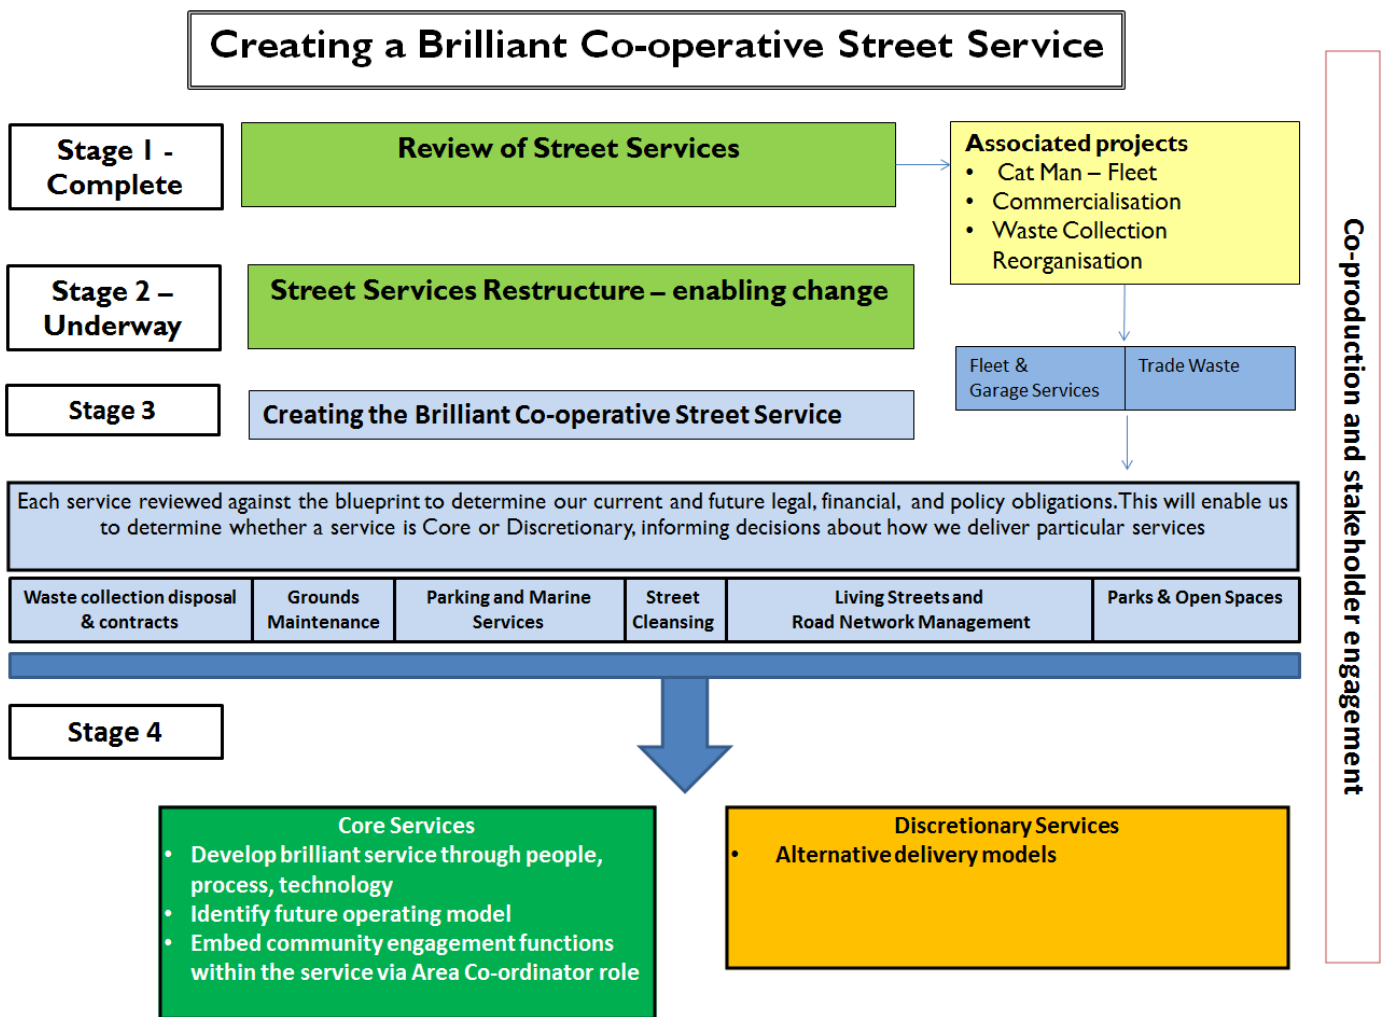 Creating a Brilliant Co-operative Street Service
Stage 1 -
Complete
Review of Street Services
Associated projects
• Cat Man – Fleet
• Commercialisation
• Waste Collection
Reorganisation
Stage 2 –
Underway
Street Services Restructure – enabling change
Fleet &
Garage Services
Trade Waste
Stage 3
Creating the Brilliant Co-operative Street Service
Each service reviewed against the blueprint to determine our current and future legal, financial, and policy obligations. This will enable us
to determine whether a service is Core or Discretionary, informing decisions about how we deliver particular services
Waste collection disposal
& contracts
Grounds
Maintenance
Parking and Marine
Services
Street
Cleansing
Living Streets and
Road Network Management
Parks & Open Spaces
Stage 4
Core Services
• Develop brilliant service through people,
process, technology
• Identify future operating model
• Embed community engagement functions
within the service via Area Co-ordinator role
Discretionary Services
• Alternative delivery models
Co-production and stakeholder engagement